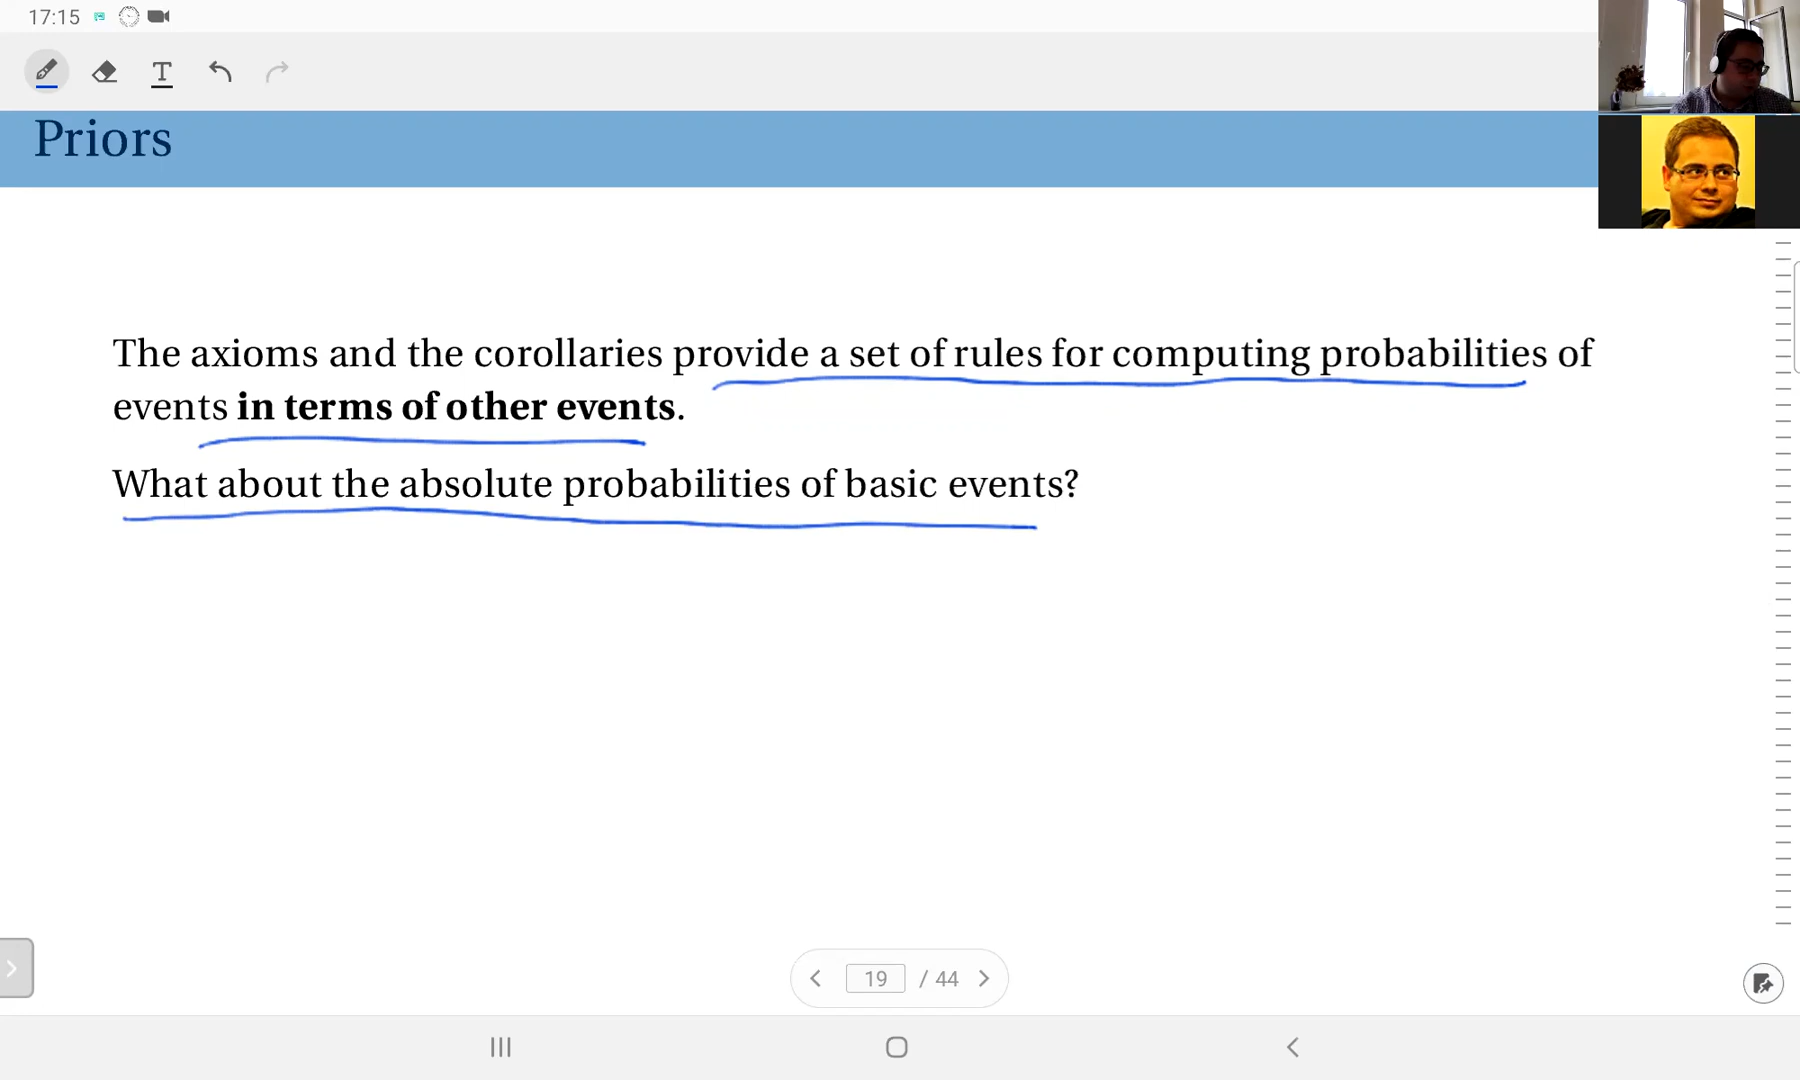 17:15
T
Priors
The axioms and the corollaries provide a set of rules for computing probabilities of
events in terms of other events.
What about the absolute probabilities of basic events?
19 / 44